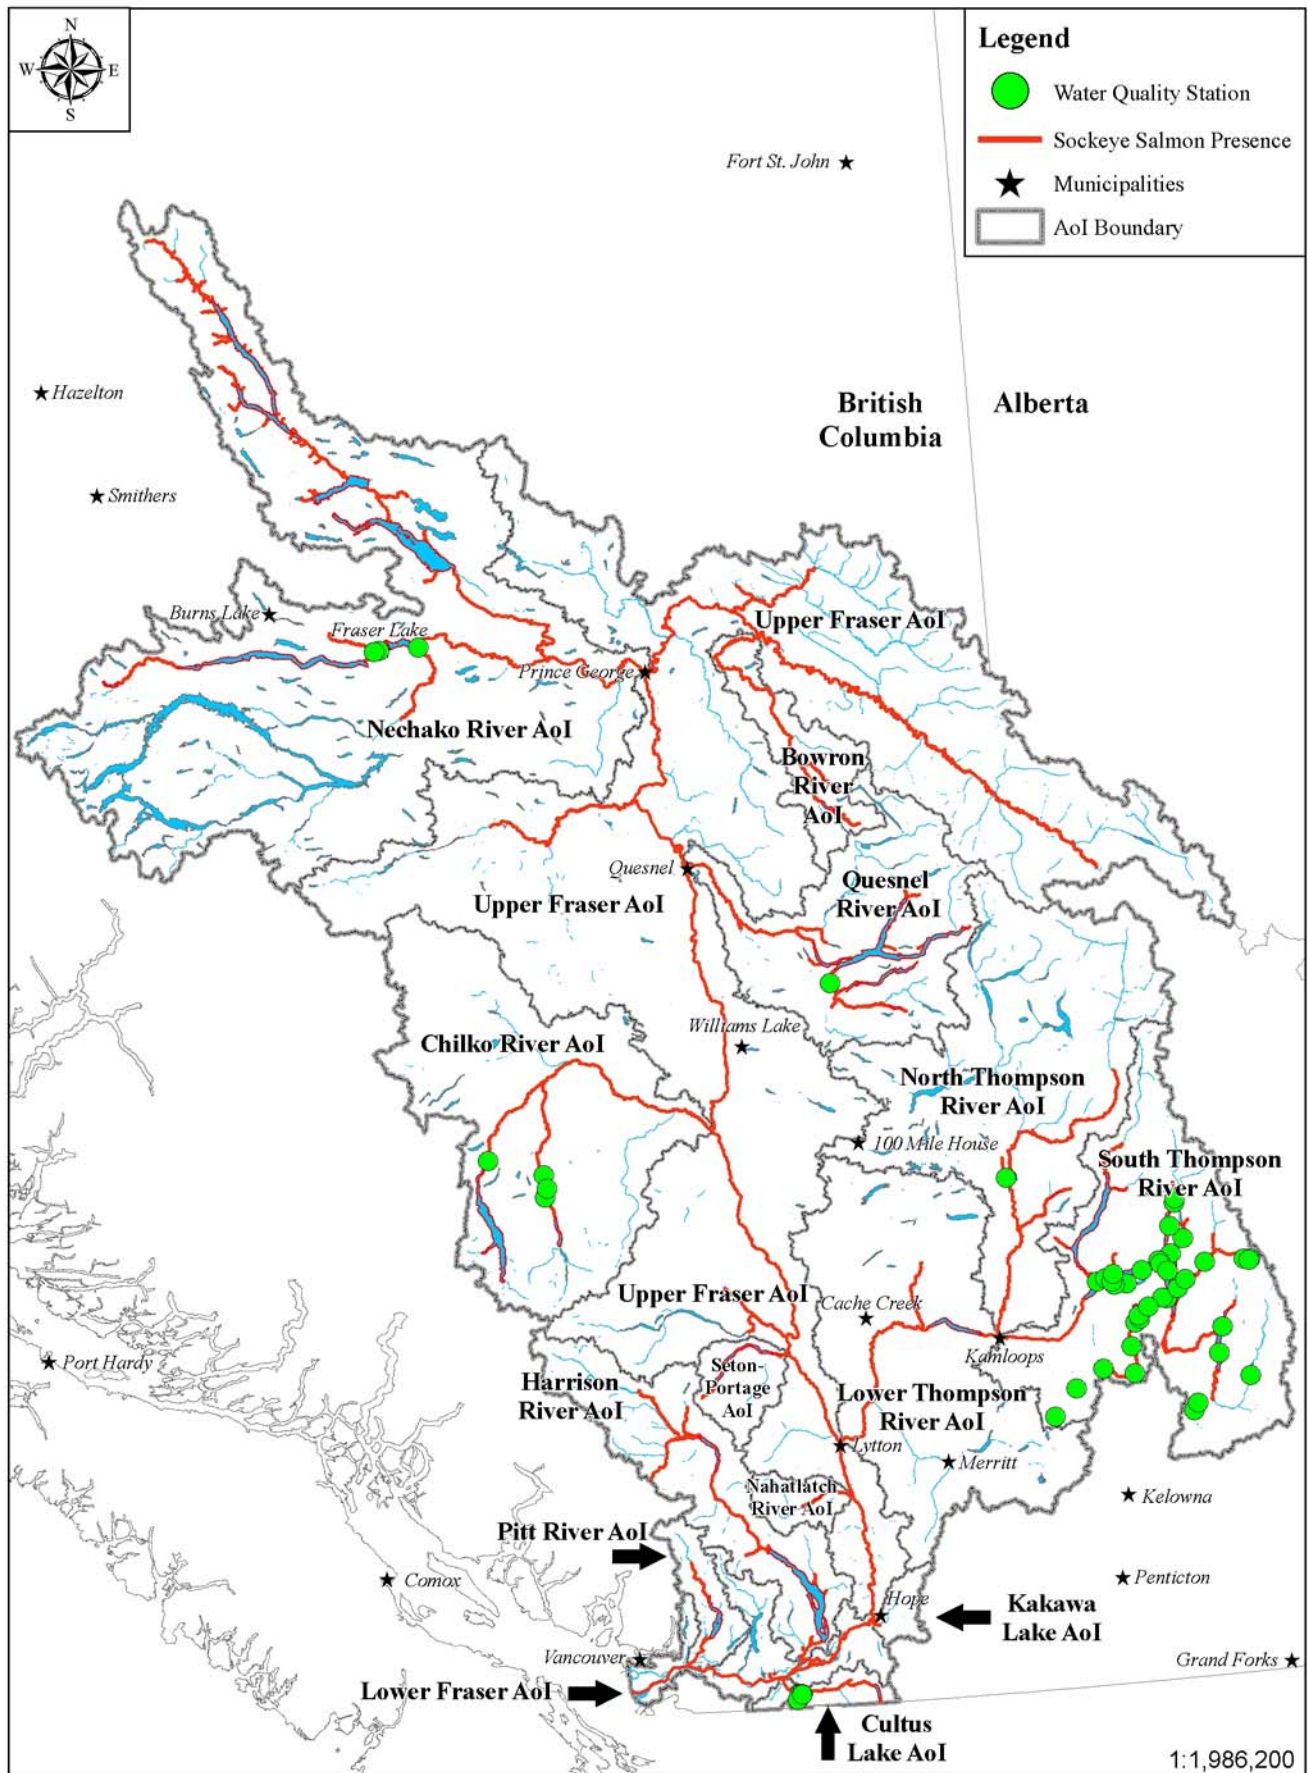 N
W E
S
Legend
Water Quality Station
Sockeye Salmon Presence
Municipalities
AoI Boundary
Fort St. John
Hazelton
British
Columbia
Alberta
Smithers
Burns Lake
Fraser Lake
Upper Fraser AoI
Prince George
Nechako River AoI
Bowron
River
AoI
Quesnel
Quesnel
River AoI
Upper Fraser AoI
Williams Lake
Chilko River AoI
North Thompson
River AoI
100 Mile House
South Thompson
River AoI
Upper Fraser AoI
Cache Creek
Port Hardy
Kamloops
Seton-
Portage
AoI
Harrison
River AoI
Lower Thompson
River AoI
Lytton
Merritt
Nahatlatch
River AoI
Kelowna
Pitt River AoI
Comox
Penticton
Hope
Kakawa
Lake AoI
Vancouver
Grand Forks
Lower Fraser AoI
Cultus
Lake AoI
1:1,986,200